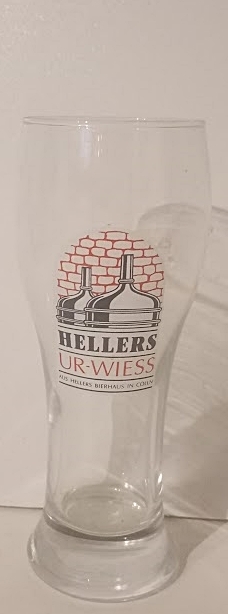 HELLERS
UR-WIESS
AUS HELLERS BIERHAUS IN CÖLLN